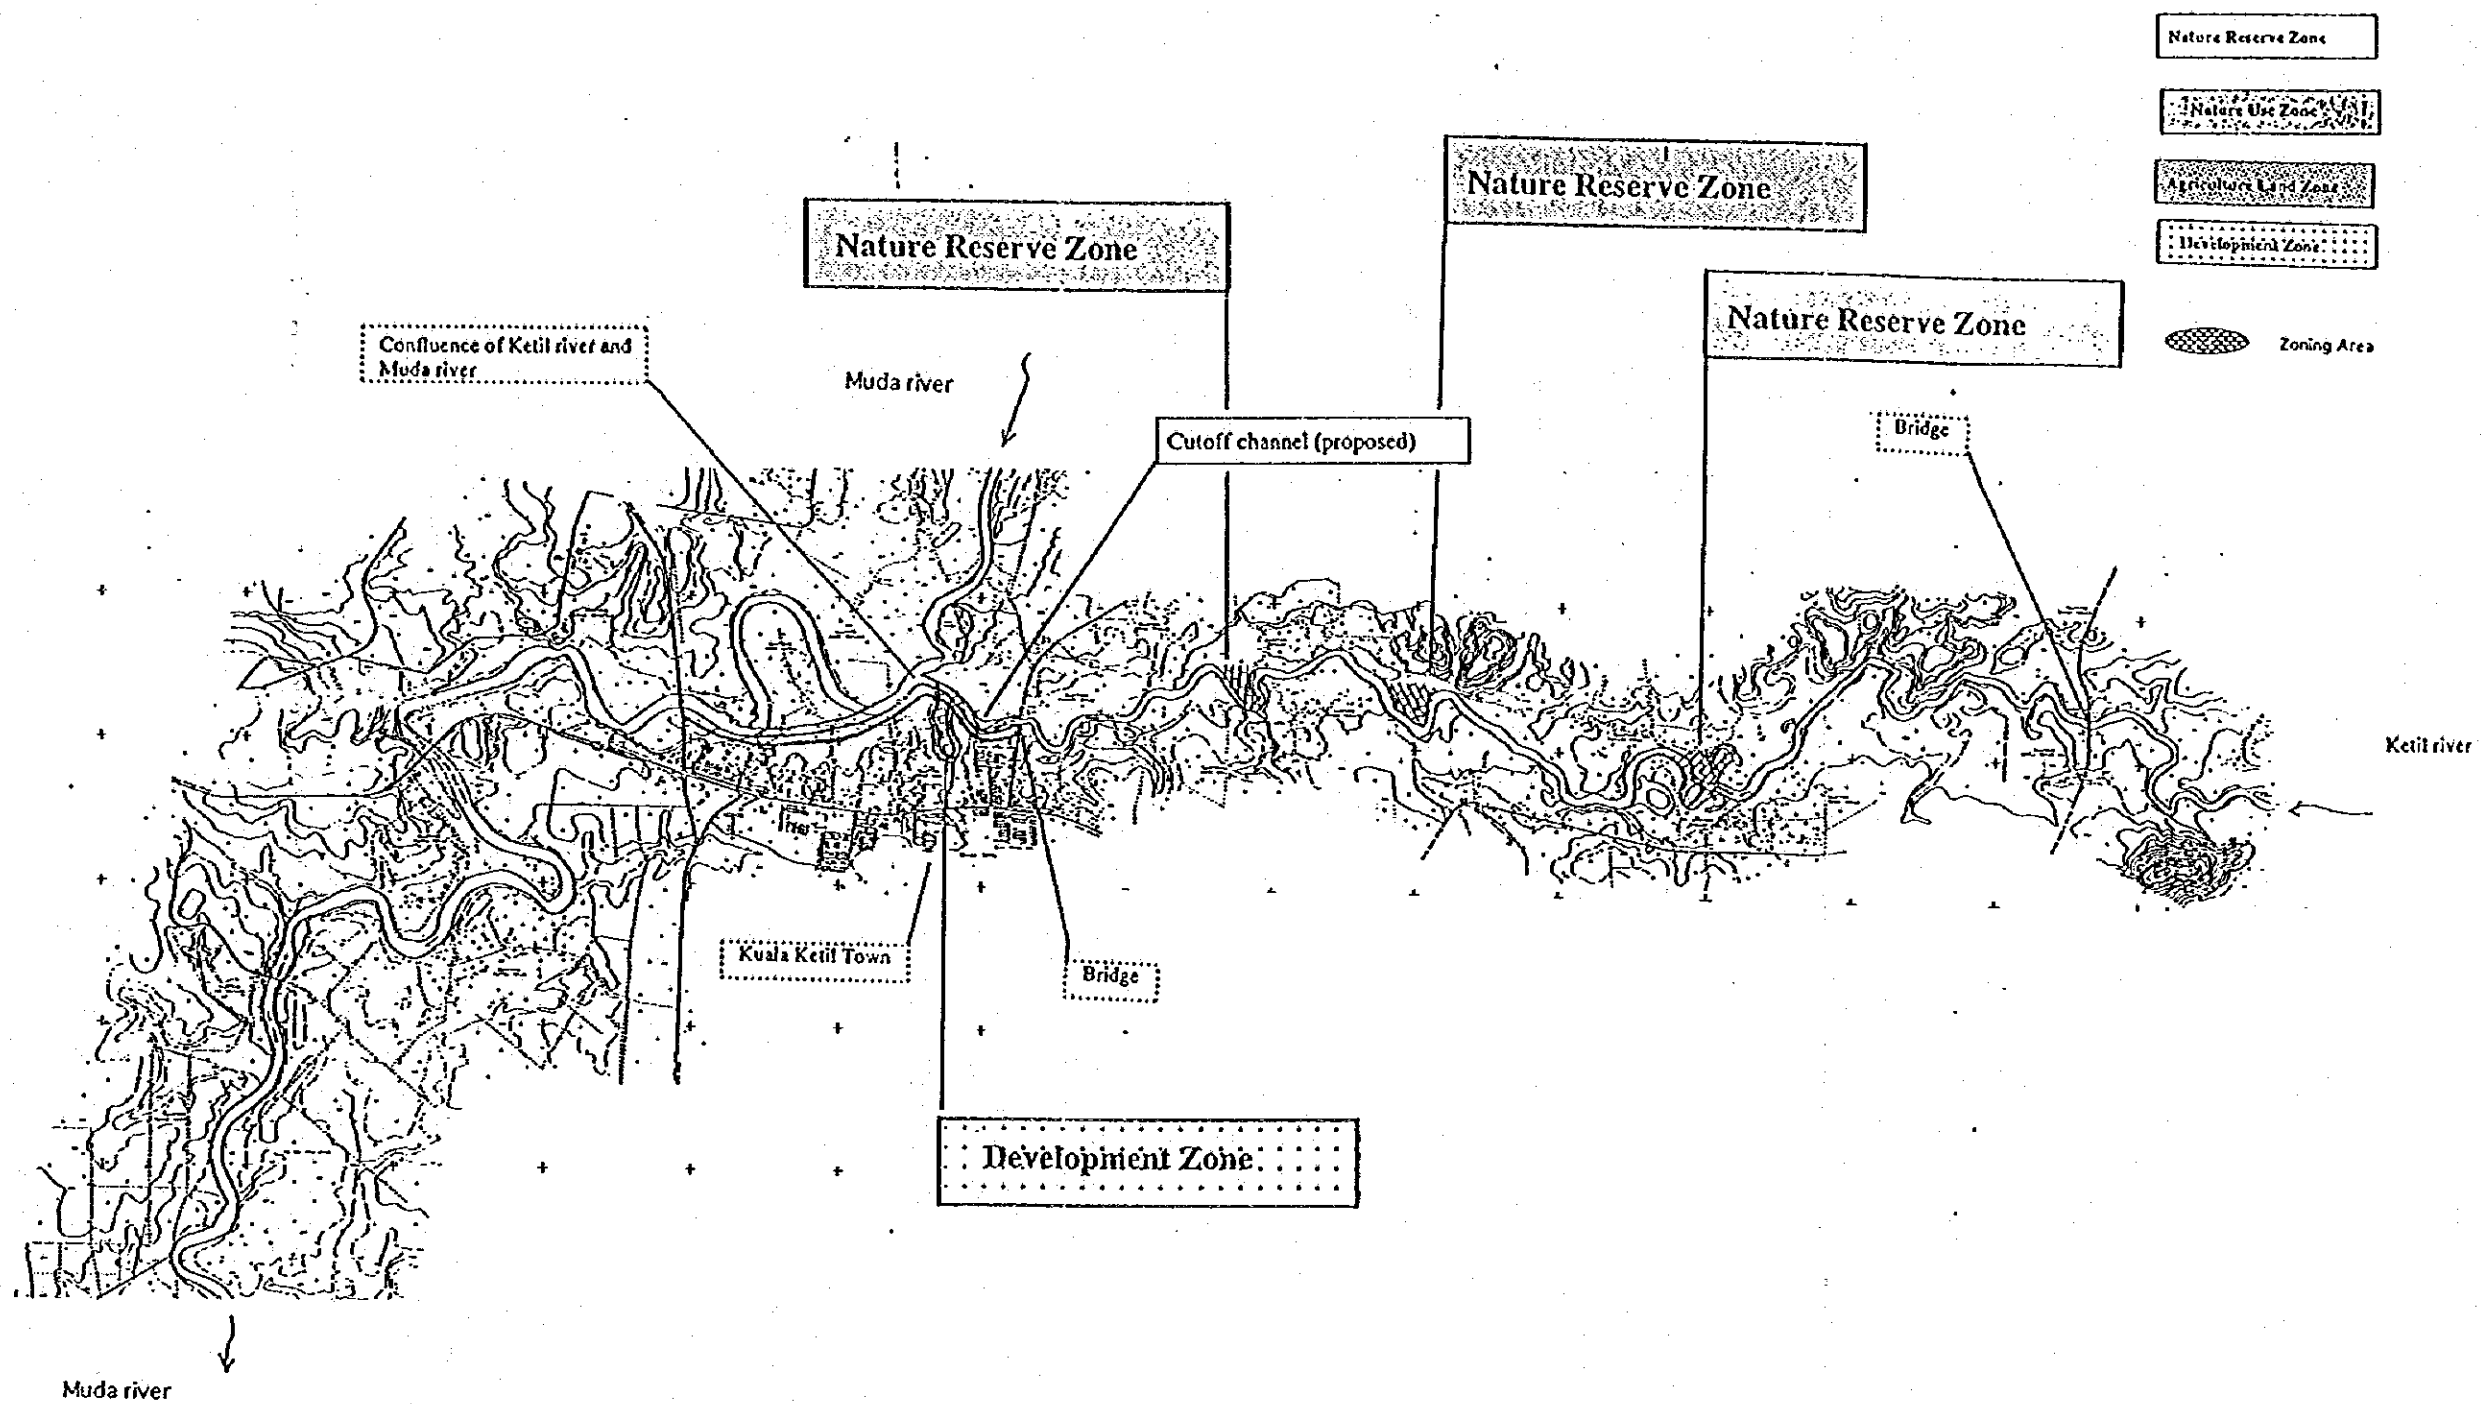 Nature Reserve Zone
Nature Use Zone
Agriculture Land Zone
Development Zone
Zoning Area
Nature Reserve Zone
Nature Reserve Zone
Nature Reserve Zone
Confluence of Ketil river and
Muda river
Muda river
Cutoff channel (proposed)
Bridge
Ketil river
Kuala Ketil Town
Bridge
Development Zone
Muda river